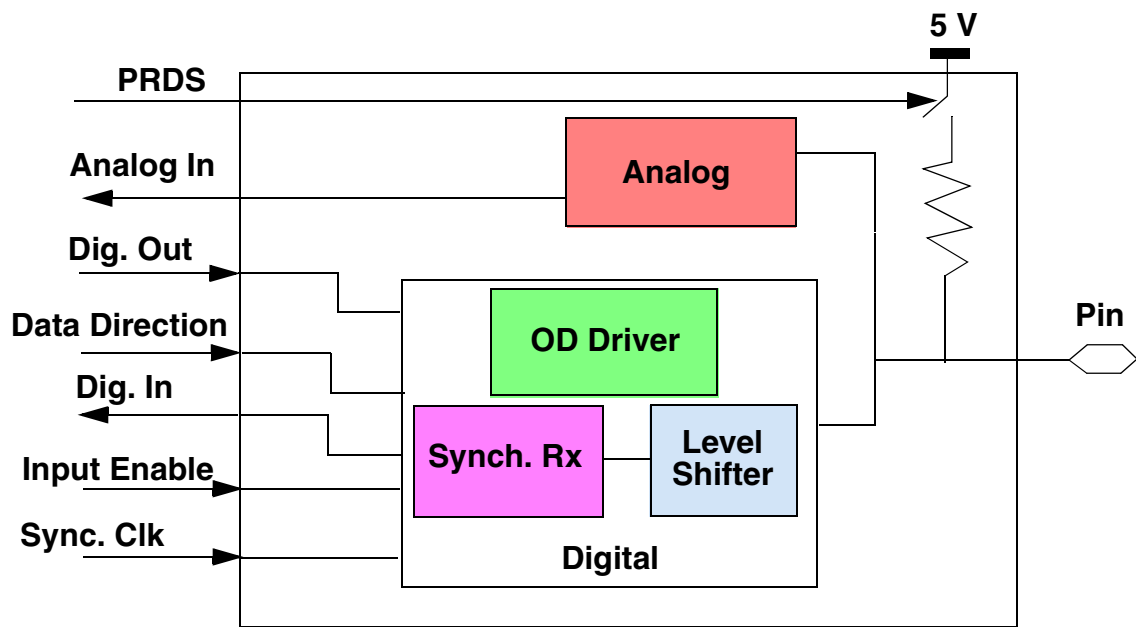 5 V
PRDS
Analog In
Analog
Dig. Out
Data Direction
OD Driver
Pin
Dig. In
Synch. Rx
Level
Shifter
Input Enable
Sync. Clk
Digital